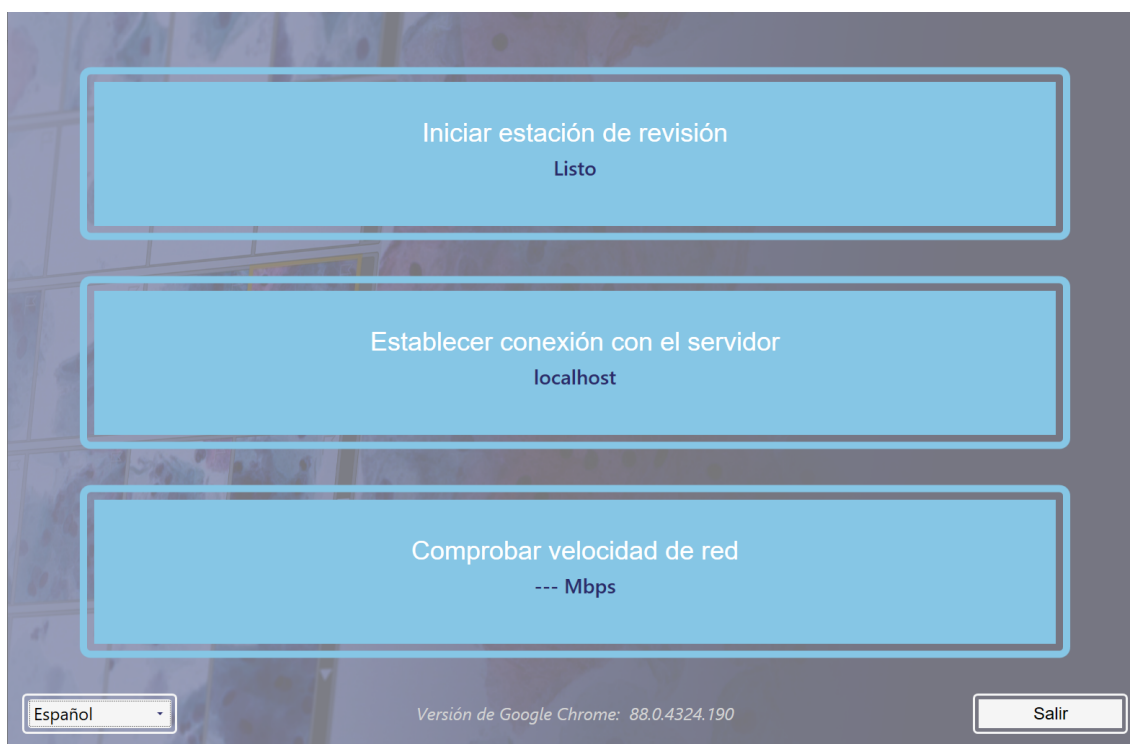 Iniciar estación de revisión
Listo
Establecer conexión con el servidor
localhost
Comprobar velocidad de red
--- Mbps
Español
Versión de Google Chrome: 88.0.4324.190
Salir